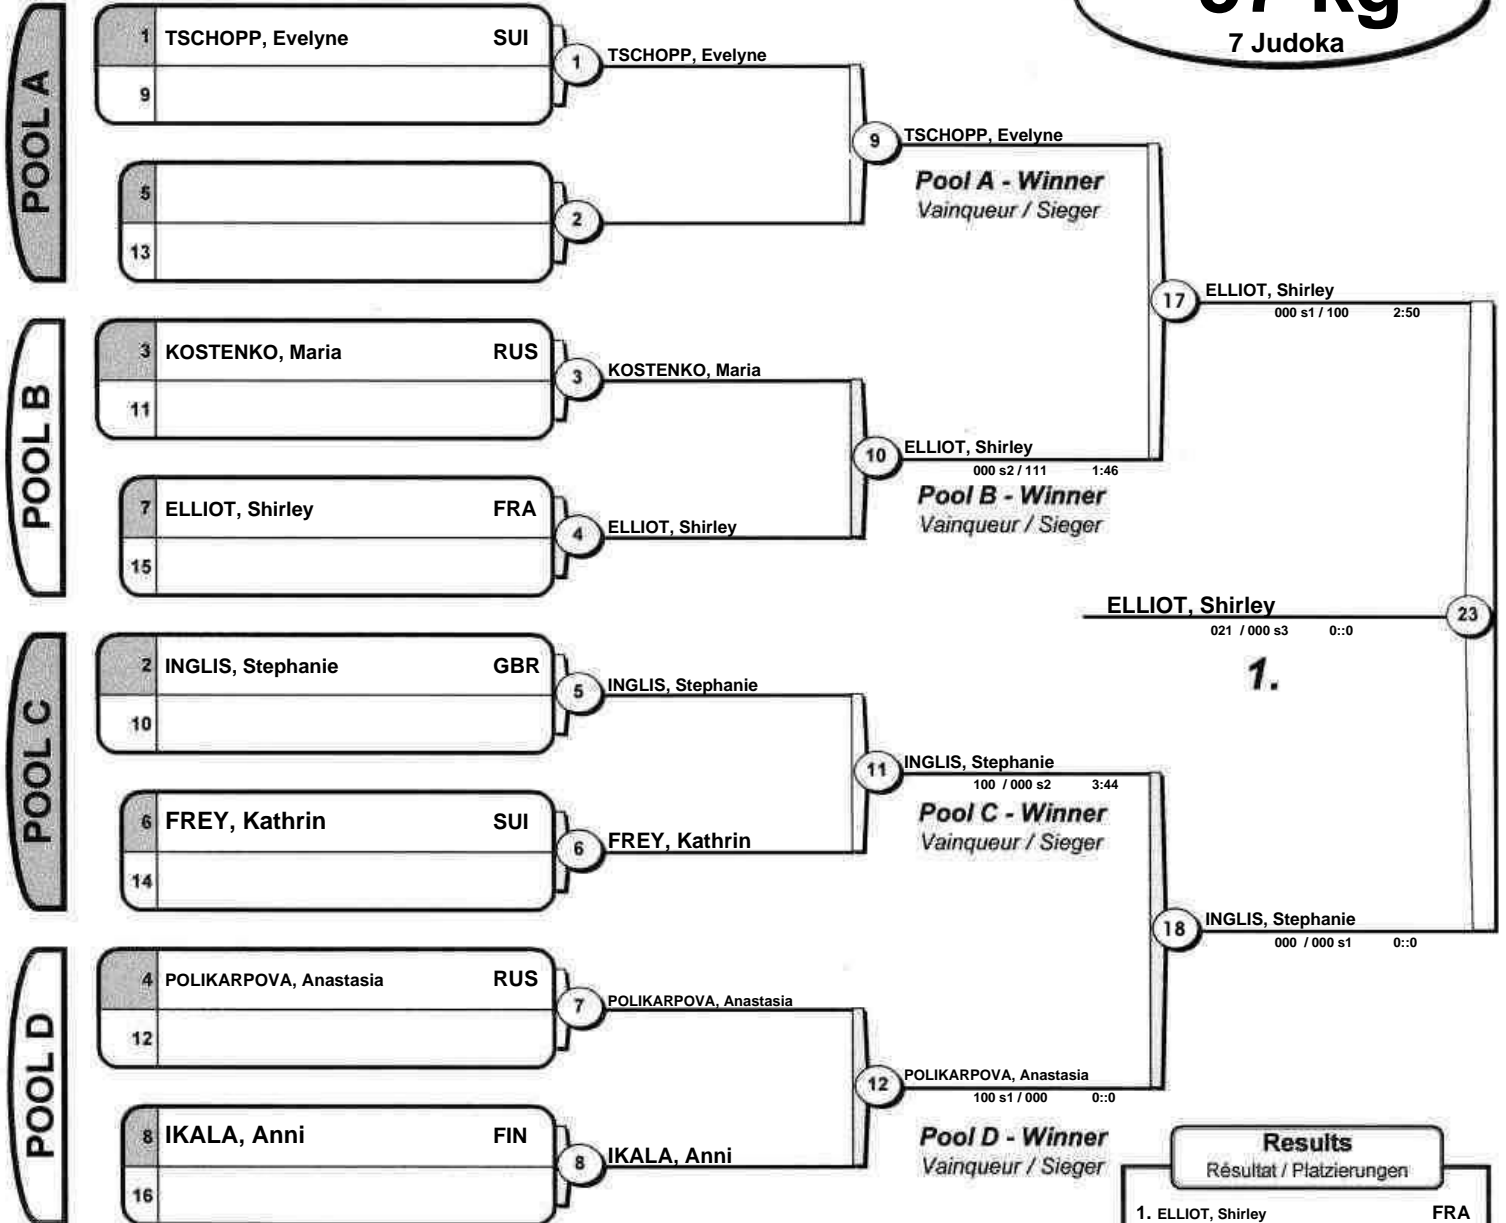 7 Judoka
POOL A
1 TSCHOPP, Evelyne SUI
9
1 TSCHOPP, Evelyne
5
13
2
9 TSCHOPP, Evelyne
Pool A - Winner
Vainqueur / Sieger
POOL B
3 KOSTENKO, Maria RUS
11
3 KOSTENKO, Maria
7 ELLIOT, Shirley FRA
15
4 ELLIOT, Shirley
10 ELLIOT, Shirley
000 s2 / 111 1:46
Pool B - Winner
Vainqueur / Sieger
17 ELLIOT, Shirley
000 s1 / 100 2:50
ELLIOT, Shirley 23
021 / 000 s3 0::0
1.
POOL C
2 INGLIS, Stephanie GBR
10
5 INGLIS, Stephanie
6 FREY, Kathrin SUI
14
6 FREY, Kathrin
11 INGLIS, Stephanie
100 / 000 s2 3:44
Pool C - Winner
Vainqueur / Sieger
18 INGLIS, Stephanie
000 / 000 s1 0::0
POOL D
4 POLIKARPOVA, Anastasia RUS
12
7 POLIKARPOVA, Anastasia
8 IKALA, Anni FIN
16
8 IKALA, Anni
12 POLIKARPOVA, Anastasia
100 s1 / 000 0::0
Pool D - Winner
Vainqueur / Sieger
Results
Résultat / Platzierungen
1. ELLIOT, Shirley FRA